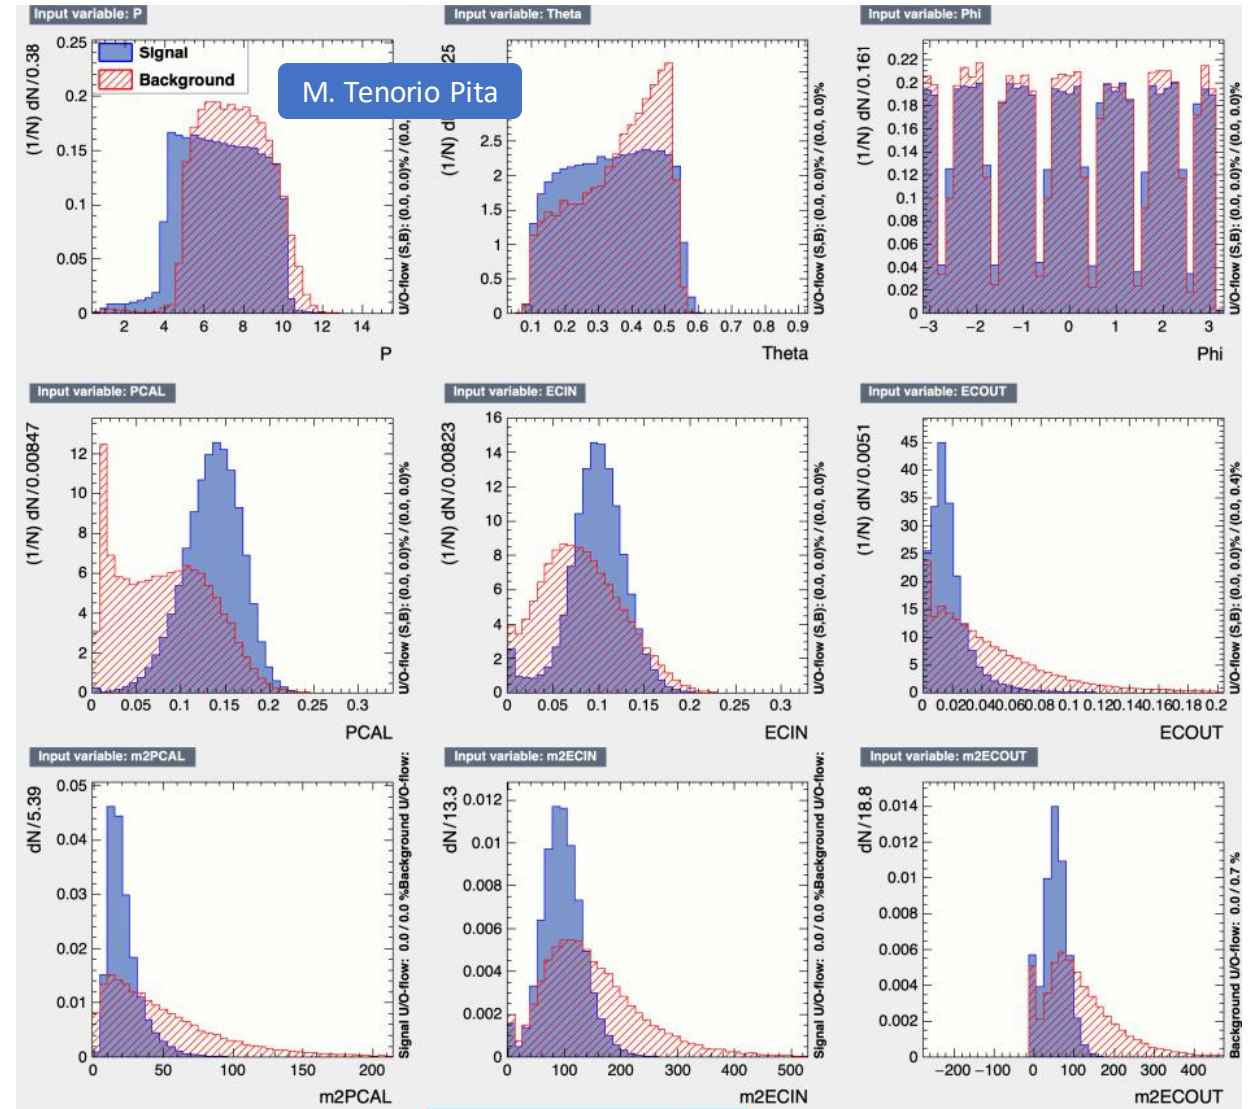 Input variable: P
Input variable: Theta
Input variable: Phi
M. Tenorio Pita
Signal
Background
(1/N) dN/0.38
0.25
0.2
0.15
0.1
0.05
0
2 4 6 8 10 12 14
P
U/O-flow (S,B): (0.0, 0.0)% / (0.0, 0.0)%
25
(1/N) d
2.5
2
1.5
1
0.5
0
0.1 0.2 0.3 0.4 0.5 0.6 0.7 0.8 0.9
Theta
U/O-flow (S,B): (0.0, 0.0)% / (0.0, 0.0)%
(1/N) dN/0.161
0.22
0.2
0.18
0.16
0.14
0.12
0.1
0.08
0.06
0.04
0.02
0
−3 −2 −1 0 1 2 3
Phi
U/O-flow (S,B): (0.0, 0.0)% / (0.0, 0.0)%
Input variable: PCAL
Input variable: ECIN
Input variable: ECOUT
(1/N) dN/0.00847
12
10
8
6
4
2
0
0 0.05 0.1 0.15 0.2 0.25 0.3
PCAL
U/O-flow (S,B): (0.0, 0.0)% / (0.0, 0.0)%
(1/N) dN/0.00823
16
14
12
10
8
6
4
2
0
0 0.05 0.1 0.15 0.2 0.25 0.3
ECIN
U/O-flow (S,B): (0.0, 0.0)% / (0.0, 0.0)%
(1/N) dN/0.0051
45
40
35
30
25
20
15
10
5
0
0 0.020.040.060.08 0.1 0.120.140.160.18 0.2
ECOUT
U/O-flow (S,B): (0.0, 0.0)% / (0.0, 0.4)%
Input variable: m2PCAL
Input variable: m2ECIN
Input variable: m2ECOUT
dN/5.39
0.05
0.04
0.03
0.02
0.01
0
0 50 100 150 200
m2PCAL
Signal U/O-flow: 0.0 / 0.0 %Background U/O-flow:
dN/13.3
0.012
0.01
0.008
0.006
0.004
0.002
0
0 100 200 300 400 500
m2ECIN
Signal U/O-flow: 0.0 / 0.0 %Background U/O-flow:
dN/18.8
0.014
0.012
0.01
0.008
0.006
0.004
0.002
0
−200 −100 0 100 200 300 400
m2ECOUT
Background U/O-flow: 0.0 / 0.7 %